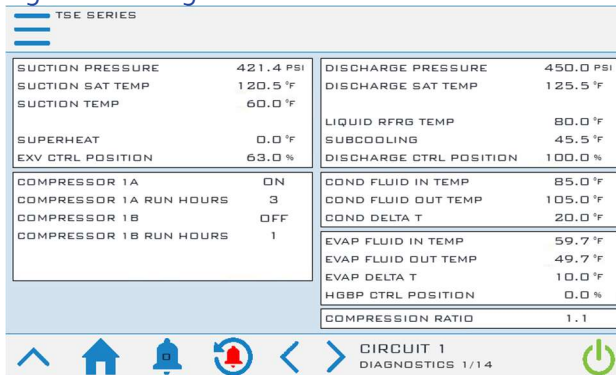 TSE SERIES
SUCTION PRESSURE 421.4 PSI
SUCTION SAT TEMP 120.5 °F
SUCTION TEMP 60.0 °F
SUPERHEAT 0.0 °F
EXV CTRL POSITION 63.0 %
DISCHARGE PRESSURE 450.0 PSI
DISCHARGE SAT TEMP 125.5 °F
LIQUID RFRG TEMP 80.0 °F
SUBCOOLING 45.5 °F
DISCHARGE CTRL POSITION 100.0 %
COMPRESSOR 1A ON
COMPRESSOR 1A RUN HOURS 3
COMPRESSOR 1B OFF
COMPRESSOR 1B RUN HOURS 1
COND FLUID IN TEMP 85.0 °F
COND FLUID OUT TEMP 105.0 °F
COND DELTA T 20.0 °F
EVAP FLUID IN TEMP 59.7 °F
EVAP FLUID OUT TEMP 49.7 °F
EVAP DELTA T 10.0 °F
HGBP CTRL POSITION 0.0 %
COMPRESSION RATIO 1.1
0
CIRCUIT 1
DIAGNOSTICS 1/14